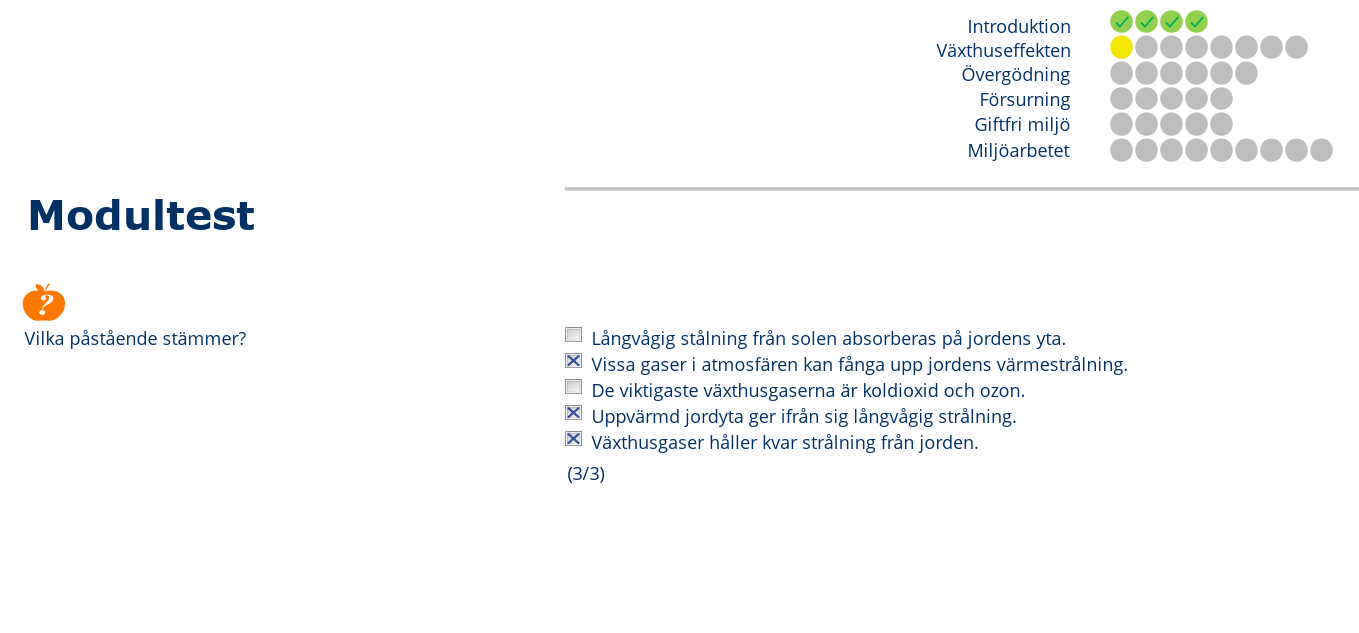 Introduktion
Växthuseffekten
Övergödning
Försurning
Giftfri miljö
Miljöarbetet
Modultest
?
Vilka påstående stämmer?
Långvågig stålning från solen absorberas på jordens yta.
Vissa gaser i atmosfären kan fånga upp jordens värmestrålning.
De viktigaste växthusgaserna är koldioxid och ozon.
Uppvärmd jordyta ger ifrån sig långvågig strålning.
Växthusgaser håller kvar strålning från jorden.
(3/3)